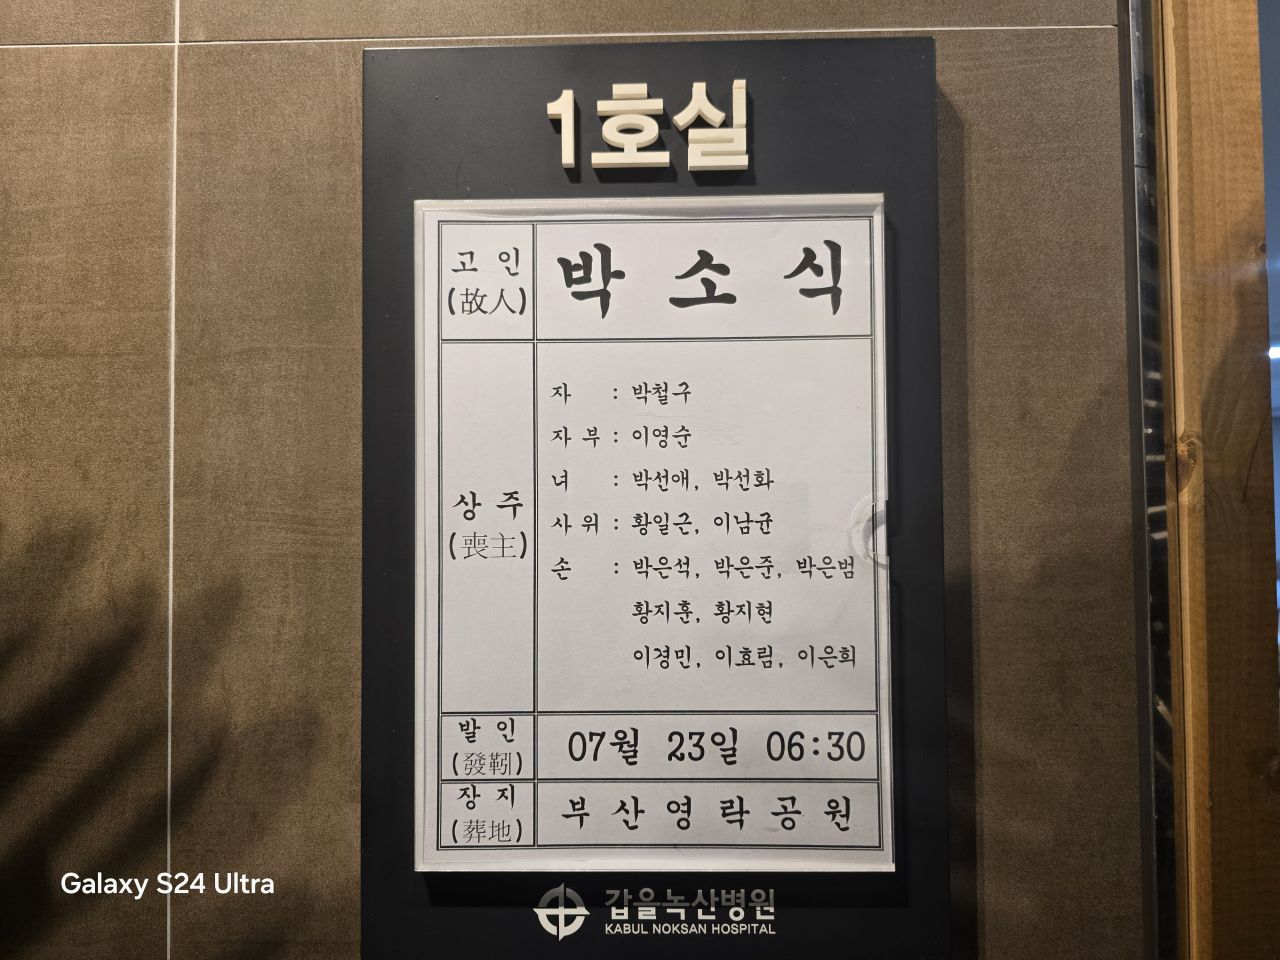 1호실
고 인
(故人)
박 소 식
상 주
(喪主)
자 : 박철구
자 부 : 이영순
녀 : 박선애, 박선화
사 위 : 황일근, 이남균
손 : 박은석, 박은준, 박은범
황지훈, 황지현
이경민, 이효림, 이은희
발 인
(發靷)
07월 23일 06:30
장 지
(葬地)
부 산 영 락 공 원
갑을녹산병원
KABUL NOKSAN HOSPITAL
Galaxy S24 Ultra